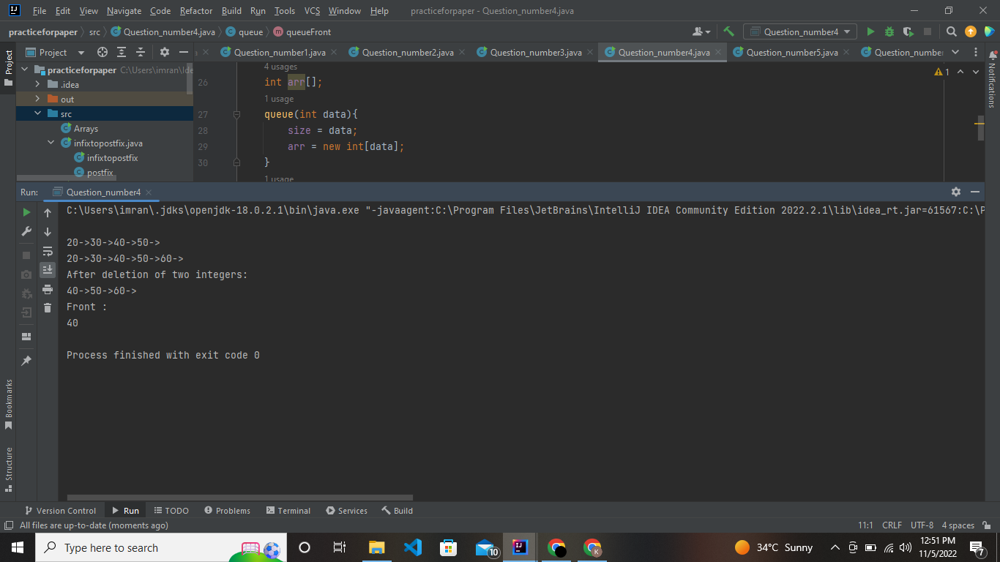 File Edit View Navigate Code Refactor Build Run Tools VCS Window Help practiceforpaper - Question_number4.java
practiceforpaper src Question_number4.java queue queueFront Question_number4
Project Project Question_number1.java Question_number2.java Question_number3.java Question_number4.java Question_number5.java Question_number
practiceforpaper C:\Users\imran\Ide
.idea
out
src
Arrays
infixtopostfix.java
infixtopostfix
postfix
4 usages
26 int arr[];
1 usage
27 queue(int data){
28 size = data;
29 arr = new int[data];
30 }
1 usage
1
Notifications
Run: Question_number4
C:\Users\imran\.jdks\openjdk-18.0.2.1\bin\java.exe "-javaagent:C:\Program Files\JetBrains\IntelliJ IDEA Community Edition 2022.2.1\lib\idea_rt.jar=61567:C:\P
20->30->40->50->
20->30->40->50->60->
After deletion of two integers:
40->50->60->
Front :
40
Process finished with exit code 0
Bookmarks
Structure
Version Control Run TODO Problems Terminal Services Build
All files are up-to-date (moments ago) 11:1 CRLF UTF-8 4 spaces
Type here to search 10 K 34°C Sunny 12:51 PM
11/5/2022 7